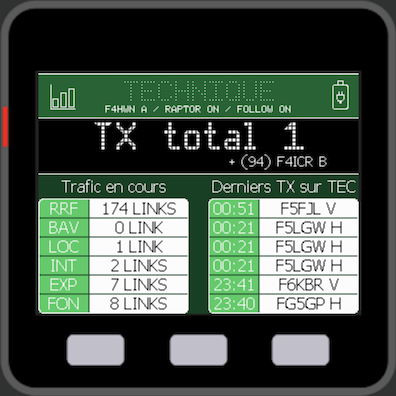 TECHNIQUE
F4HWN A / RAPTOR ON / FOLLOW ON
TX total 1
+ (94) F4ICR B
Trafic en cours
RRF 174 LINKS
BAV 0 LINK
LOC 1 LINK
INT 2 LINKS
EXP 7 LINKS
FON 8 LINKS
Derniers TX sur TEC
00:51 F5FJL V
00:21 F5LGW H
00:21 F5LGW H
00:21 F5LGW H
23:41 F6KBR V
23:40 FG5GP H